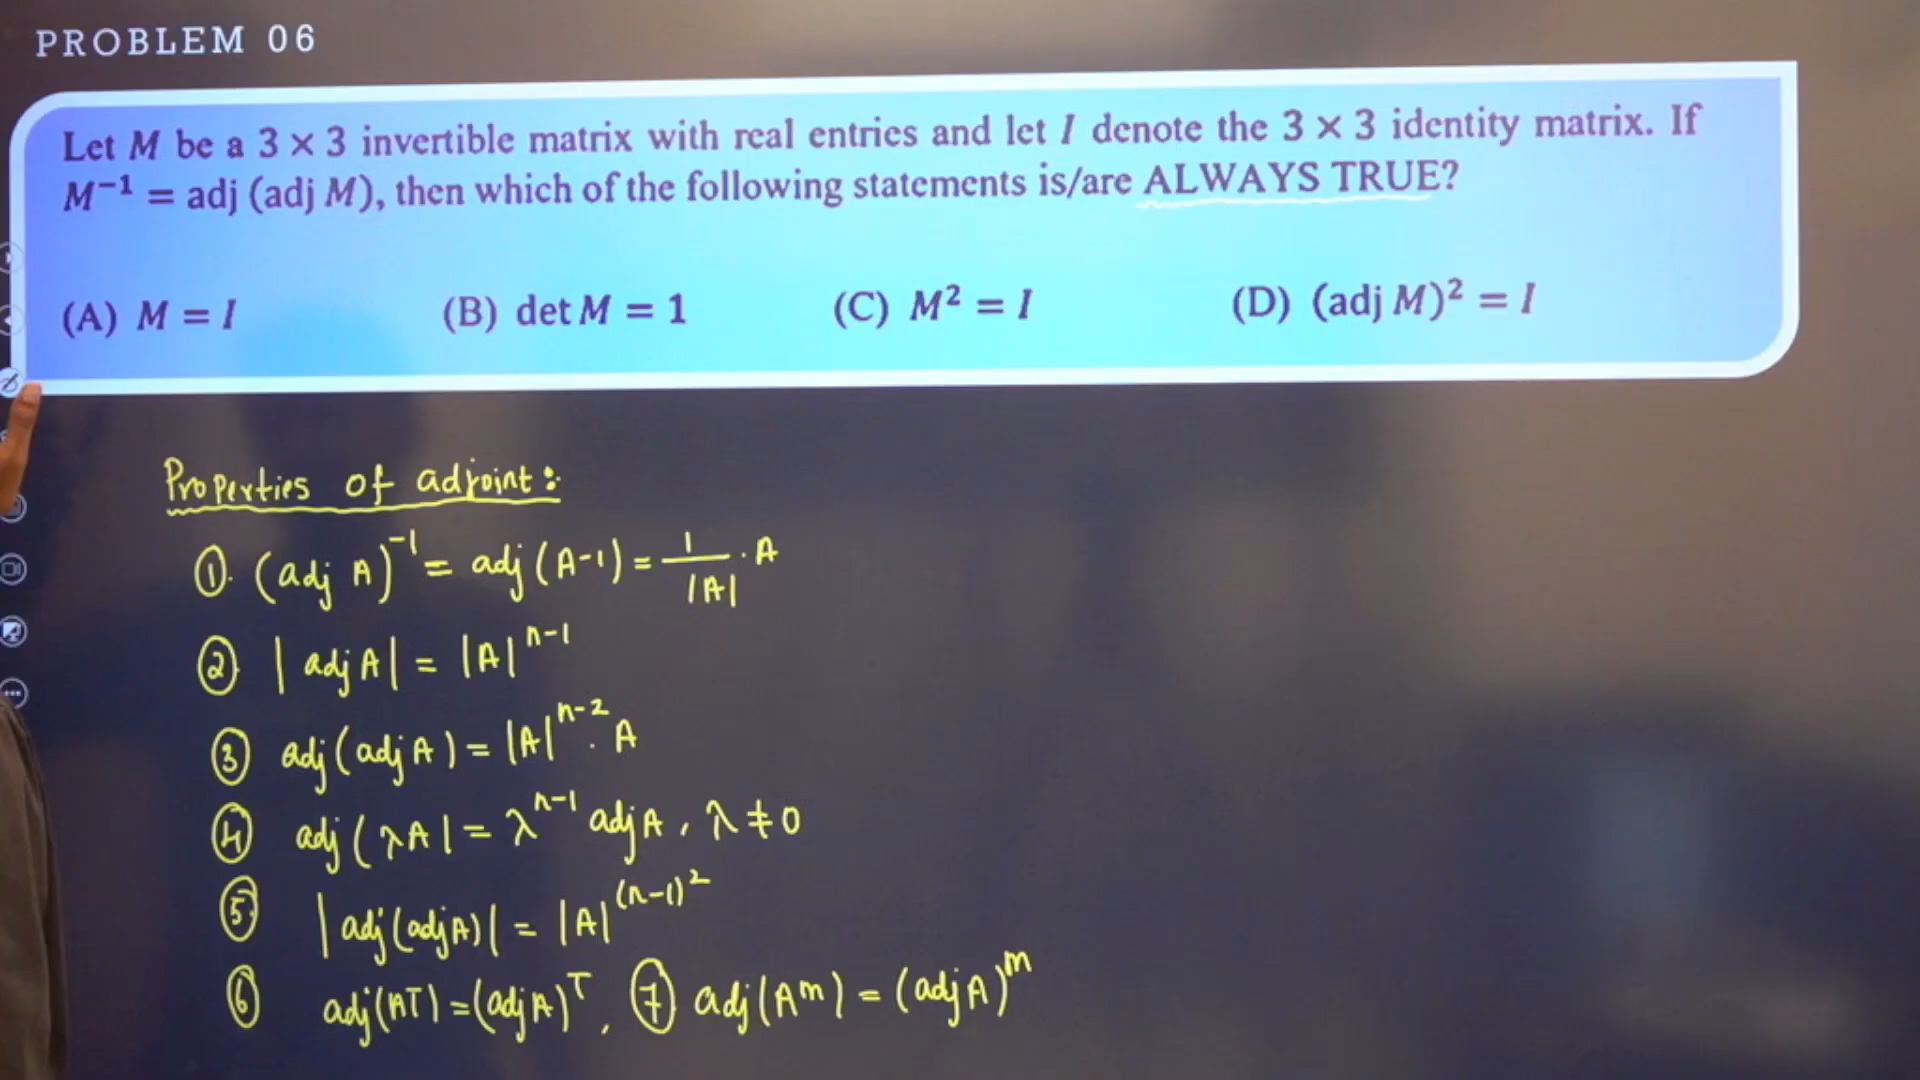 PROBLEM 06
Let M be a 3 × 3 invertible matrix with real entries and let I denote the 3 × 3 identity matrix. If
M⁻¹ = adj (adj M), then which of the following statements is/are ALWAYS TRUE?
(A) M = I (B) det M = 1 (C) M² = I (D) (adj M)² = I
Properties of adjoint :
① (adj A)⁻¹ = adj (A-1) = 1/|A| . A
② | adj A| = |A|ⁿ⁻¹
③ adj (adj A) = |A|ⁿ⁻² . A
④ adj ( λA | = λⁿ⁻¹ adj A , λ ≠ 0
⑤ | adj (adj A) | = |A|^(n-1)²
⑥ adj (AT) = (adj A)ᵀ , ⑦ adj (Am) = (adj A)ᵐ